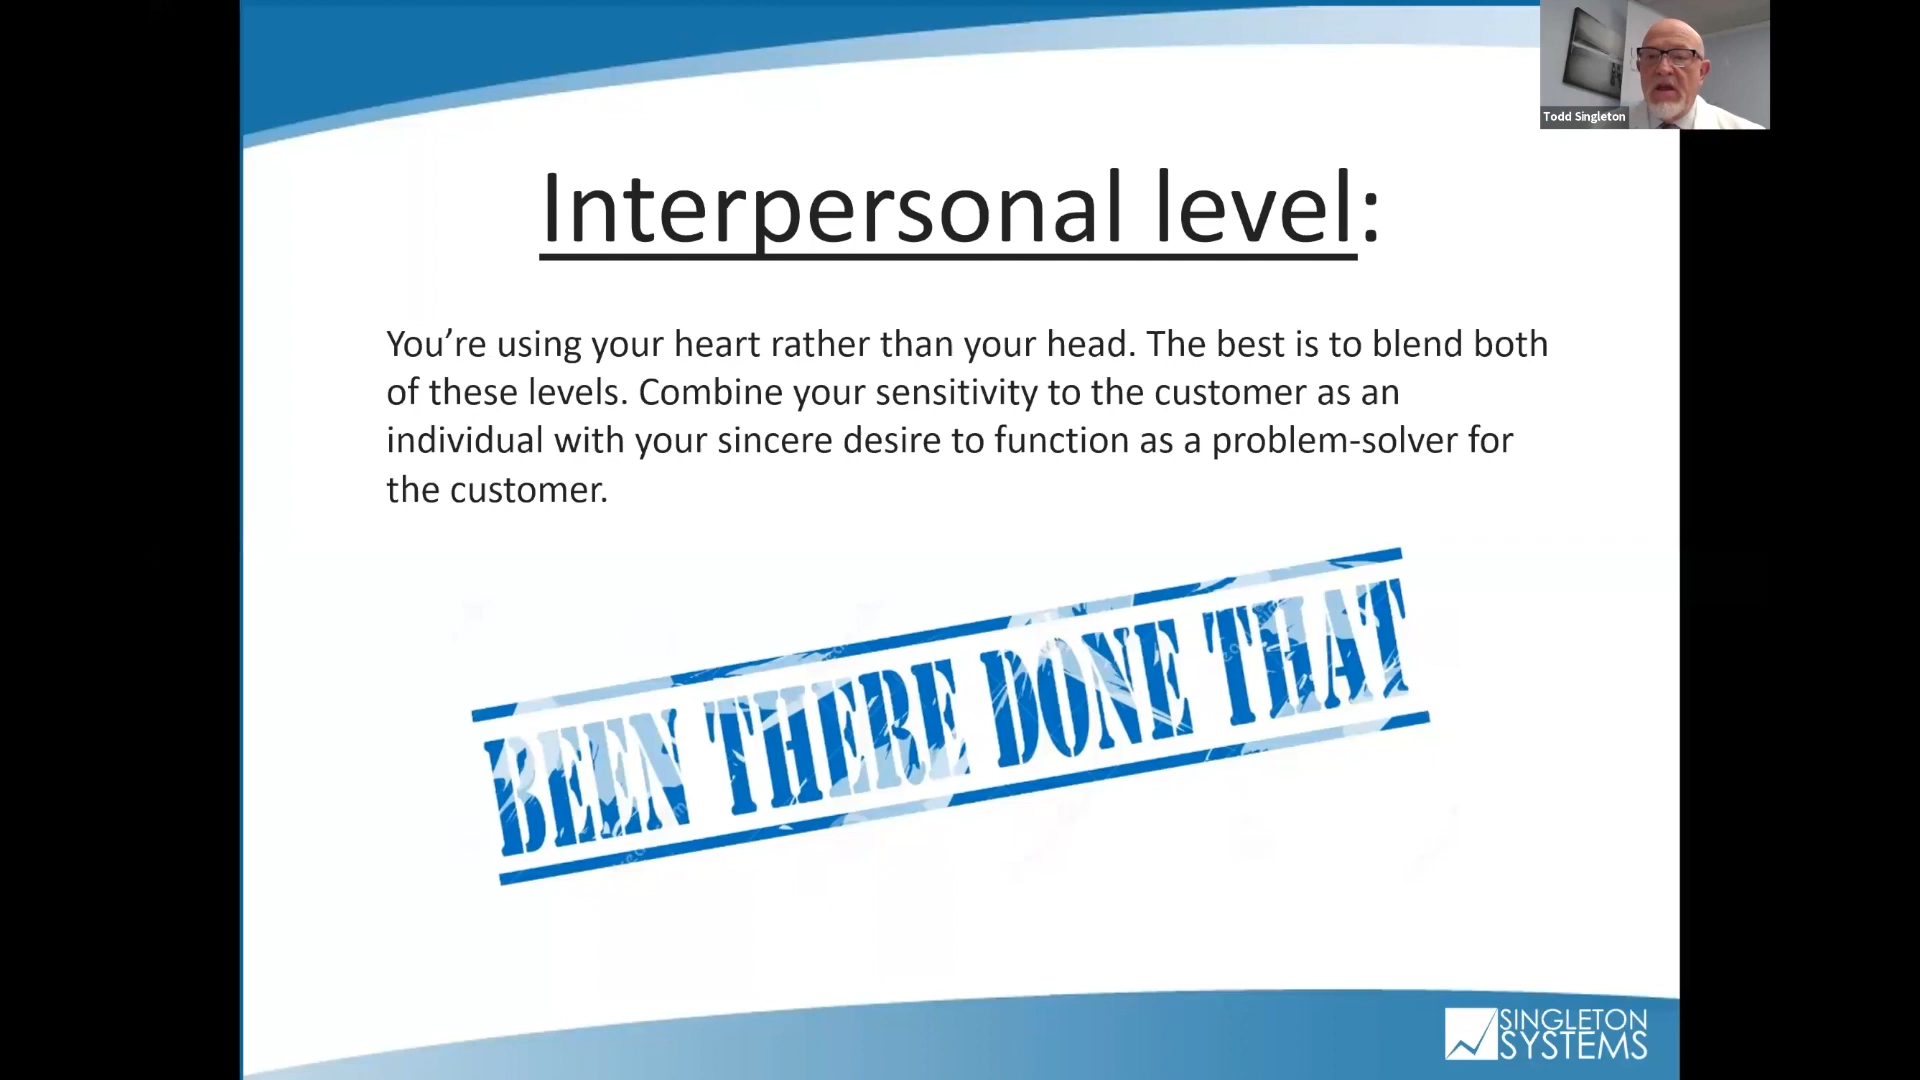 Todd Singleton
Interpersonal level:
You’re using your heart rather than your head. The best is to blend both
of these levels. Combine your sensitivity to the customer as an
individual with your sincere desire to function as a problem-solver for
the customer.
BEEN THERE DONE THAT
SINGLETON
SYSTEMS